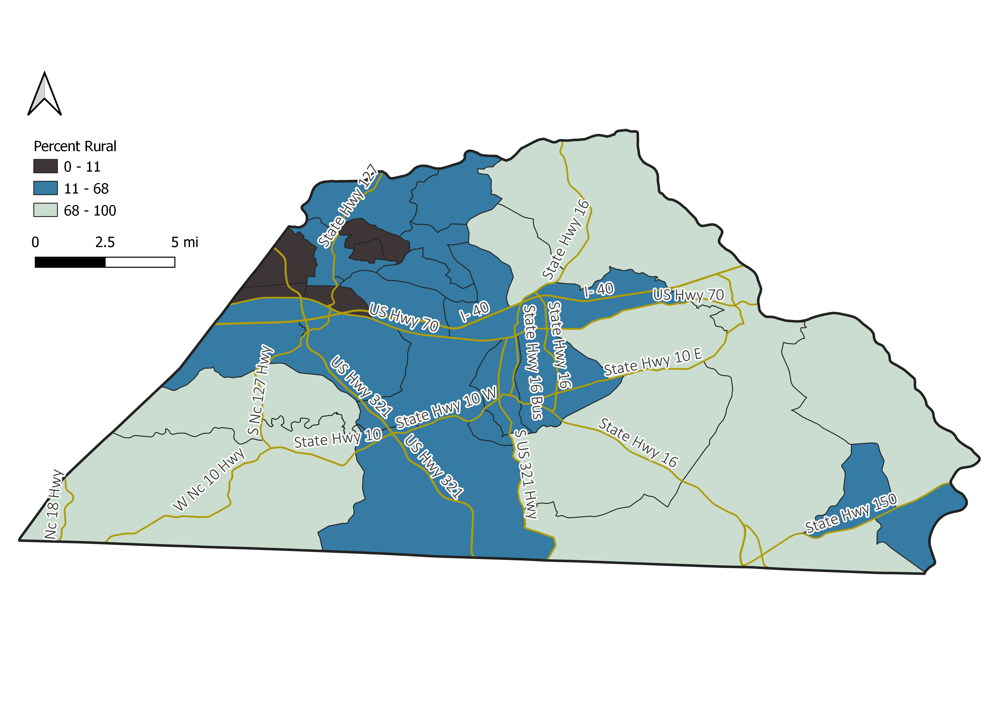 Percent Rural
0 - 11
11 - 68
68 - 100
0 2.5 5 mi
State Hwy 127
State Hwy 16
I- 40
US Hwy 70
US Hwy 70
I- 40
State Hwy 16 Bus
State Hwy 16
State Hwy 10 E
S Nc 127 Hwy
US Hwy 321
State Hwy 10 W
State Hwy 10
US Hwy 321
S US 321 Hwy
State Hwy 16
W Nc 10 Hwy
Nc 18 Hwy
State Hwy 150